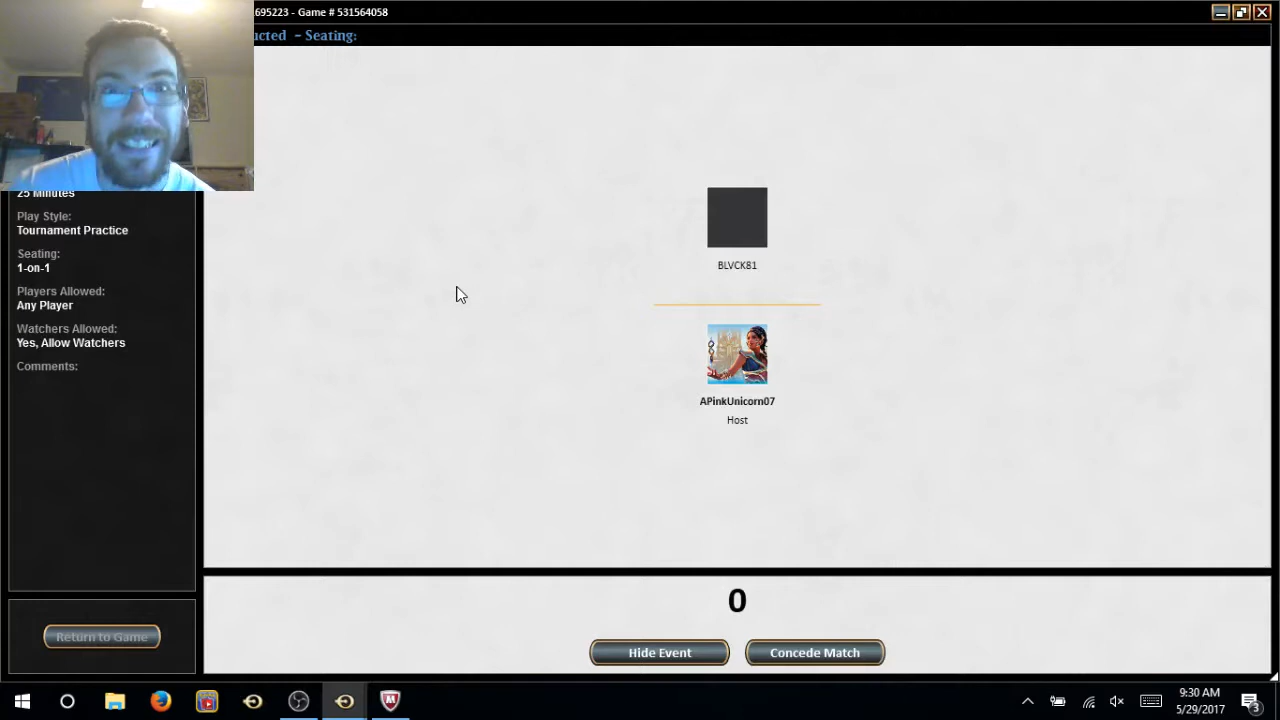 695223 - Game # 531564058
ucted - Seating:
25 Minutes
Play Style:
Tournament Practice
Seating:
1-on-1
Players Allowed:
Any Player
Watchers Allowed:
Yes, Allow Watchers
Comments:
BLVCK81
APinkUnicorn07
Host
0
Return to Game
Hide Event
Concede Match
9:30 AM
5/29/2017
3